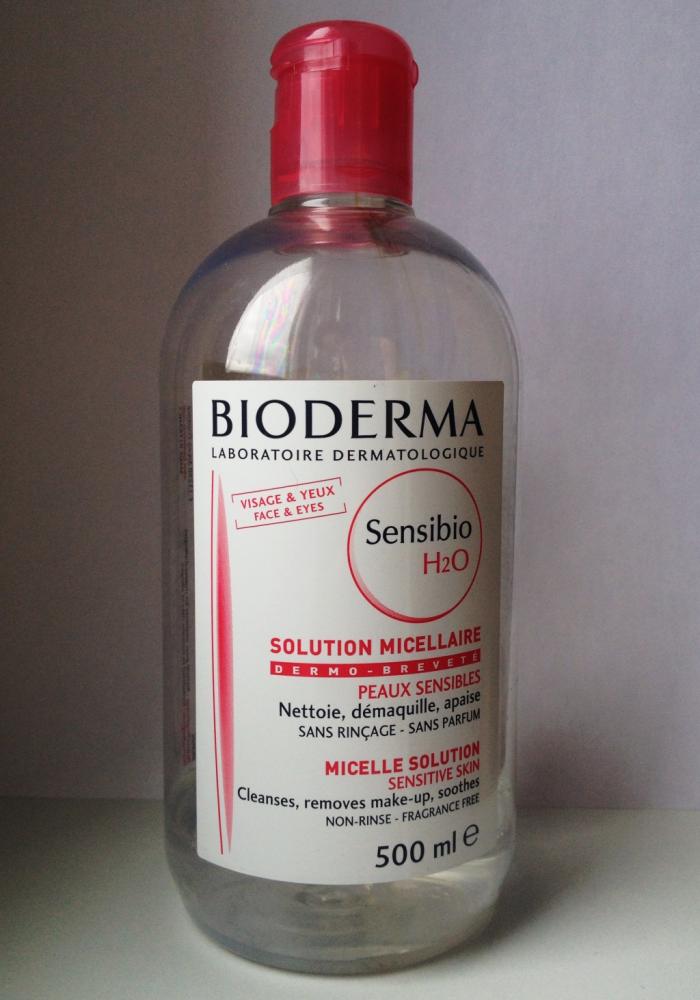 BIODERMA
LABORATOIRE DERMATOLOGIQUE
VISAGE & YEUX
FACE & EYES
Sensibio
H2O
SOLUTION MICELLAIRE
DERMO-BREVETÉ
PEAUX SENSIBLES
Nettoie, démaquille, apaise
SANS RINÇAGE - SANS PARFUM
MICELLE SOLUTION
SENSITIVE SKIN
Cleanses, removes make-up, soothes
NON-RINSE - FRAGRANCE FREE
500 ml ℮